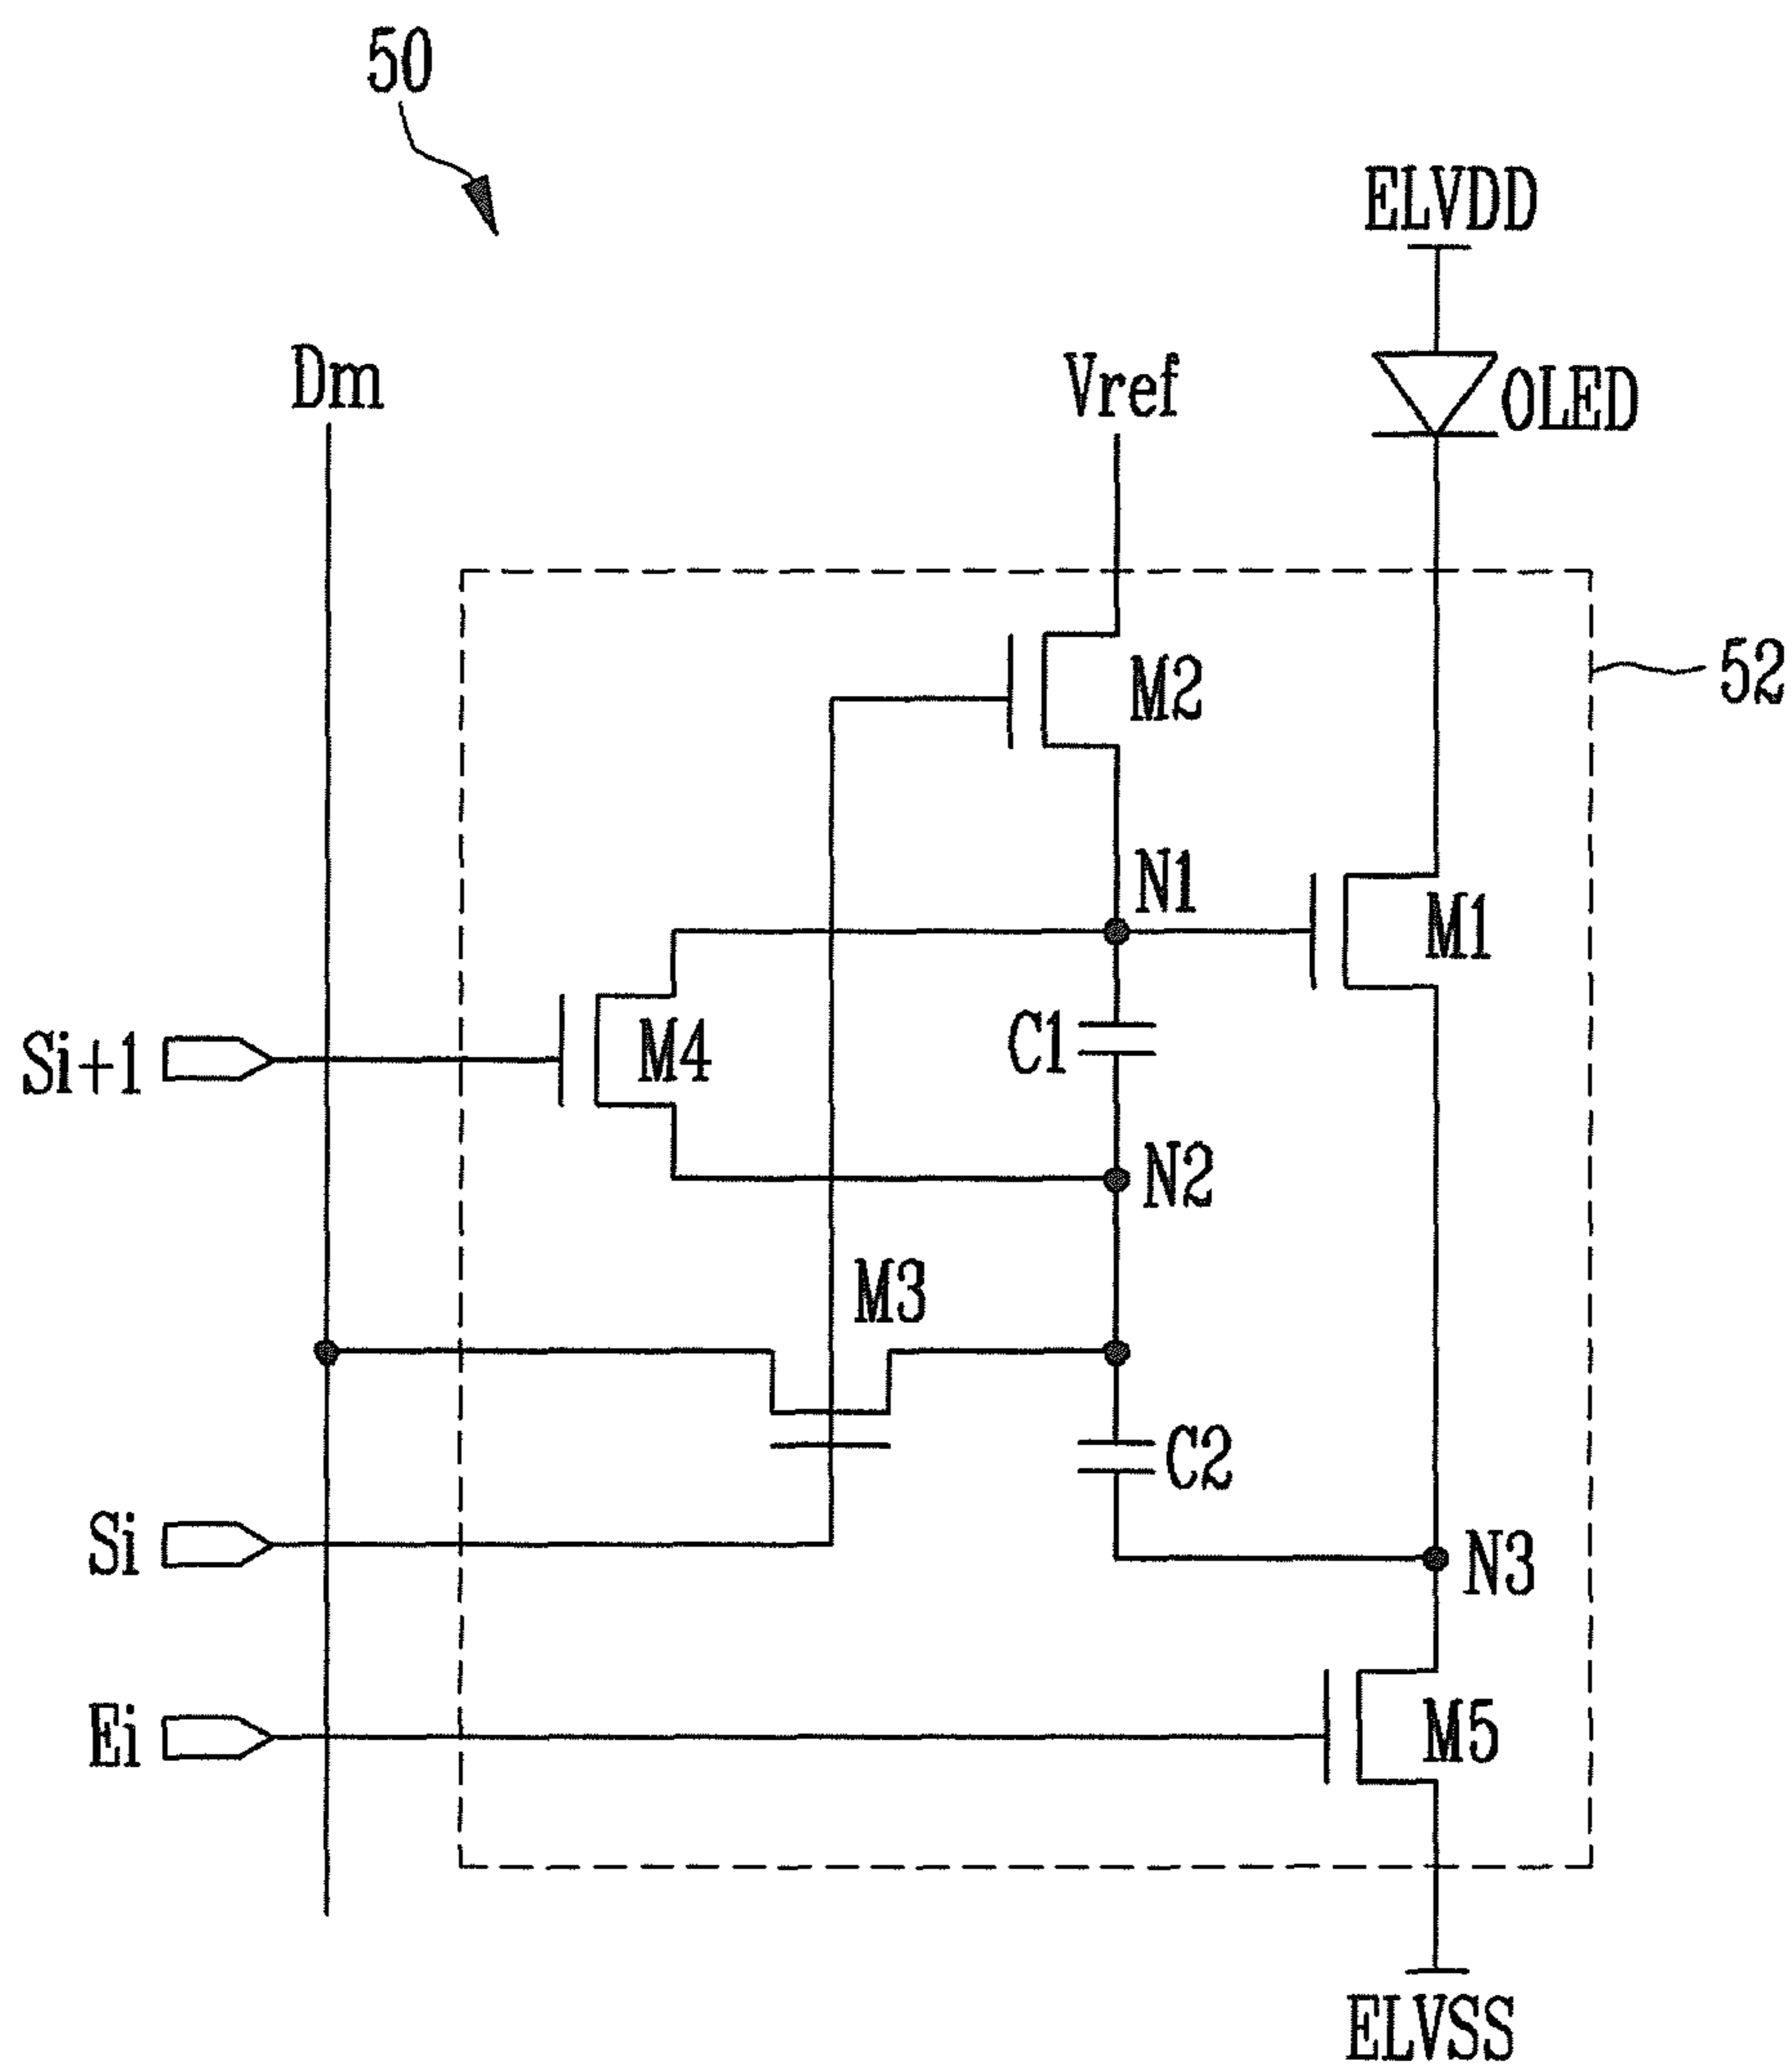 50
ELVDD
Dm
Vref
OLED
M2
52
N1
M1
Si+1
M4
C1
N2
M3
C2
Si
N3
Ei
M5
ELVSS